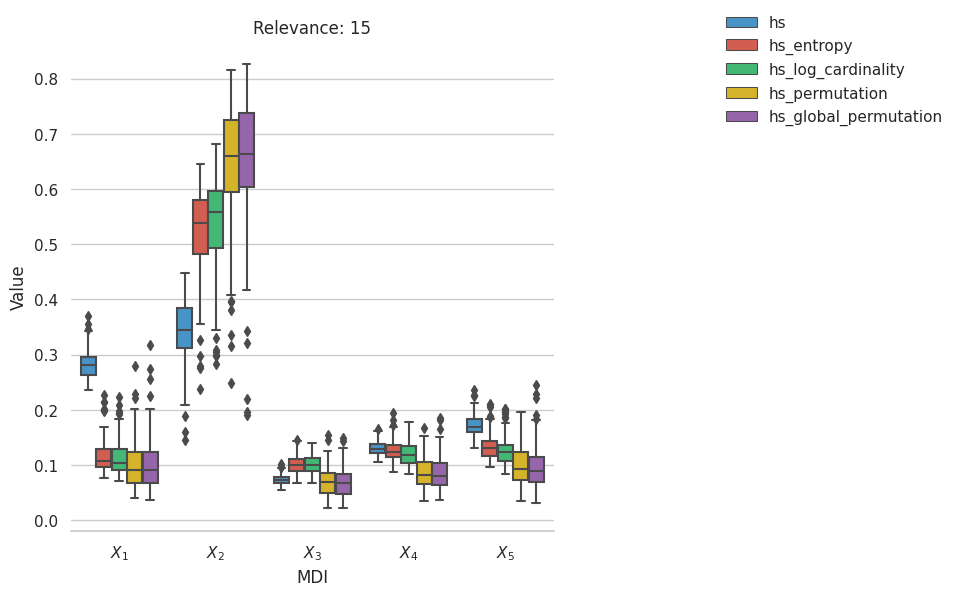 Relevance: 15
hs
hs_entropy
hs_log_cardinality
hs_permutation
hs_global_permutation
Value
0.8
0.7
0.6
0.5
0.4
0.3
0.2
0.1
0.0
X1 X2 X3 X4 X5
MDI